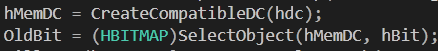 hMemDC = CreateCompatibleDC(hdc);
OldBit = (HBITMAP)SelectObject(hMemDC, hBit);